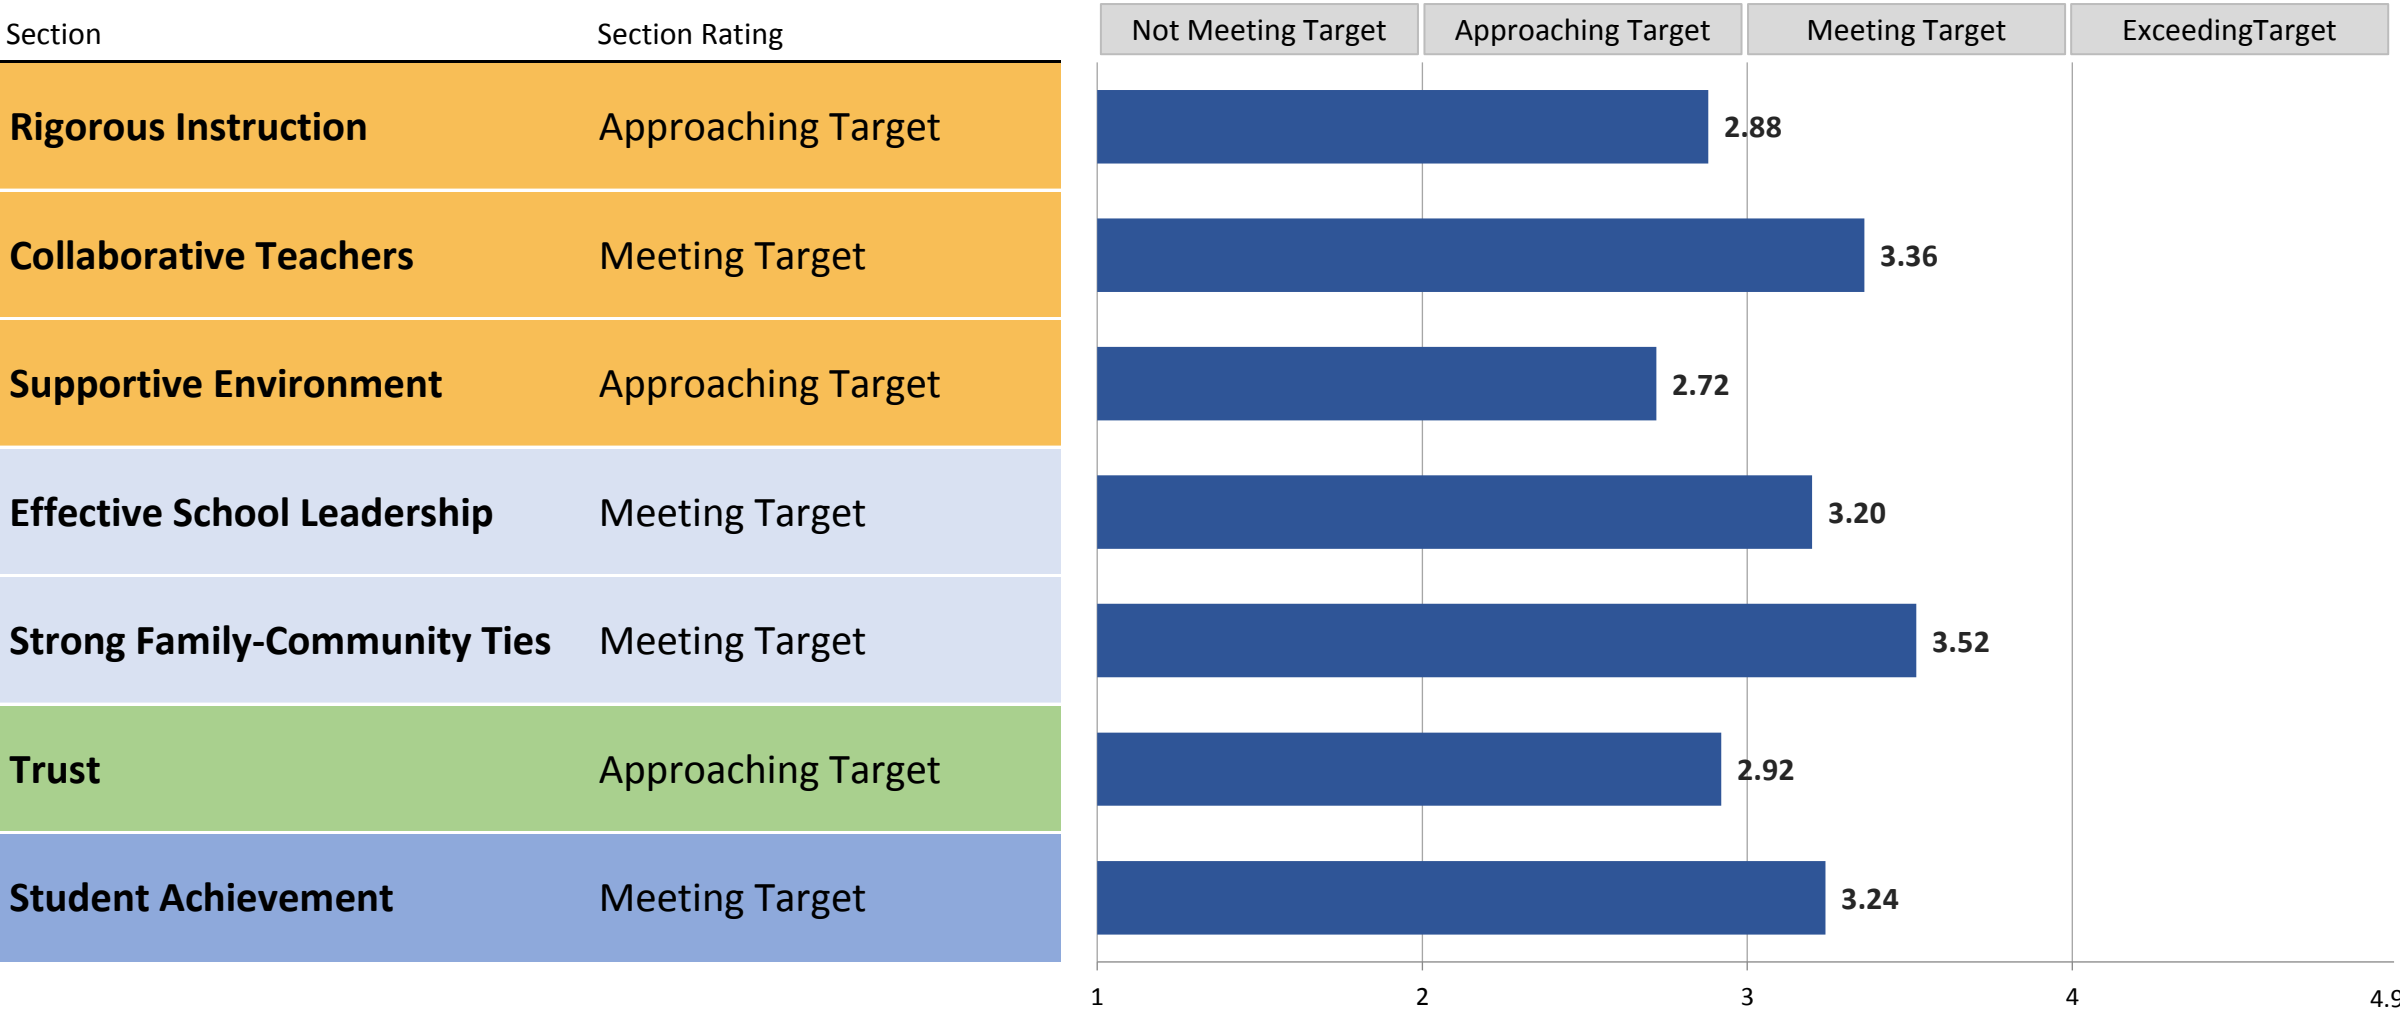 Section Section Rating Not Meeting Target Approaching Target Meeting Target ExceedingTarget
Rigorous Instruction Approaching Target 2.88
Collaborative Teachers Meeting Target 3.36
Supportive Environment Approaching Target 2.72
Effective School Leadership Meeting Target 3.20
Strong Family-Community Ties Meeting Target 3.52
Trust Approaching Target 2.92
Student Achievement Meeting Target 3.24
1 2 3 4 4.9